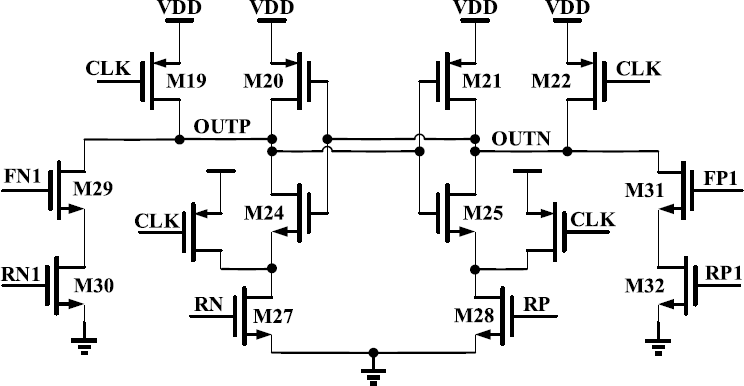 VDD VDD VDD VDD
CLK M19 M20 M21 M22 CLK
OUTP OUTN
FN1 M29 M31 FP1
CLK M24 M25 CLK
RN1 M30 M32 RP1
RN M27 M28 RP